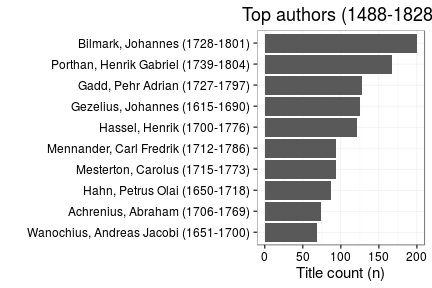 Top authors (1488-1828
Bilmark, Johannes (1728-1801)
Porthan, Henrik Gabriel (1739-1804)
Gadd, Pehr Adrian (1727-1797)
Gezelius, Johannes (1615-1690)
Hassel, Henrik (1700-1776)
Mennander, Carl Fredrik (1712-1786)
Mesterton, Carolus (1715-1773)
Hahn, Petrus Olai (1650-1718)
Achrenius, Abraham (1706-1769)
Wanochius, Andreas Jacobi (1651-1700)
0 50 100 150 200
Title count (n)